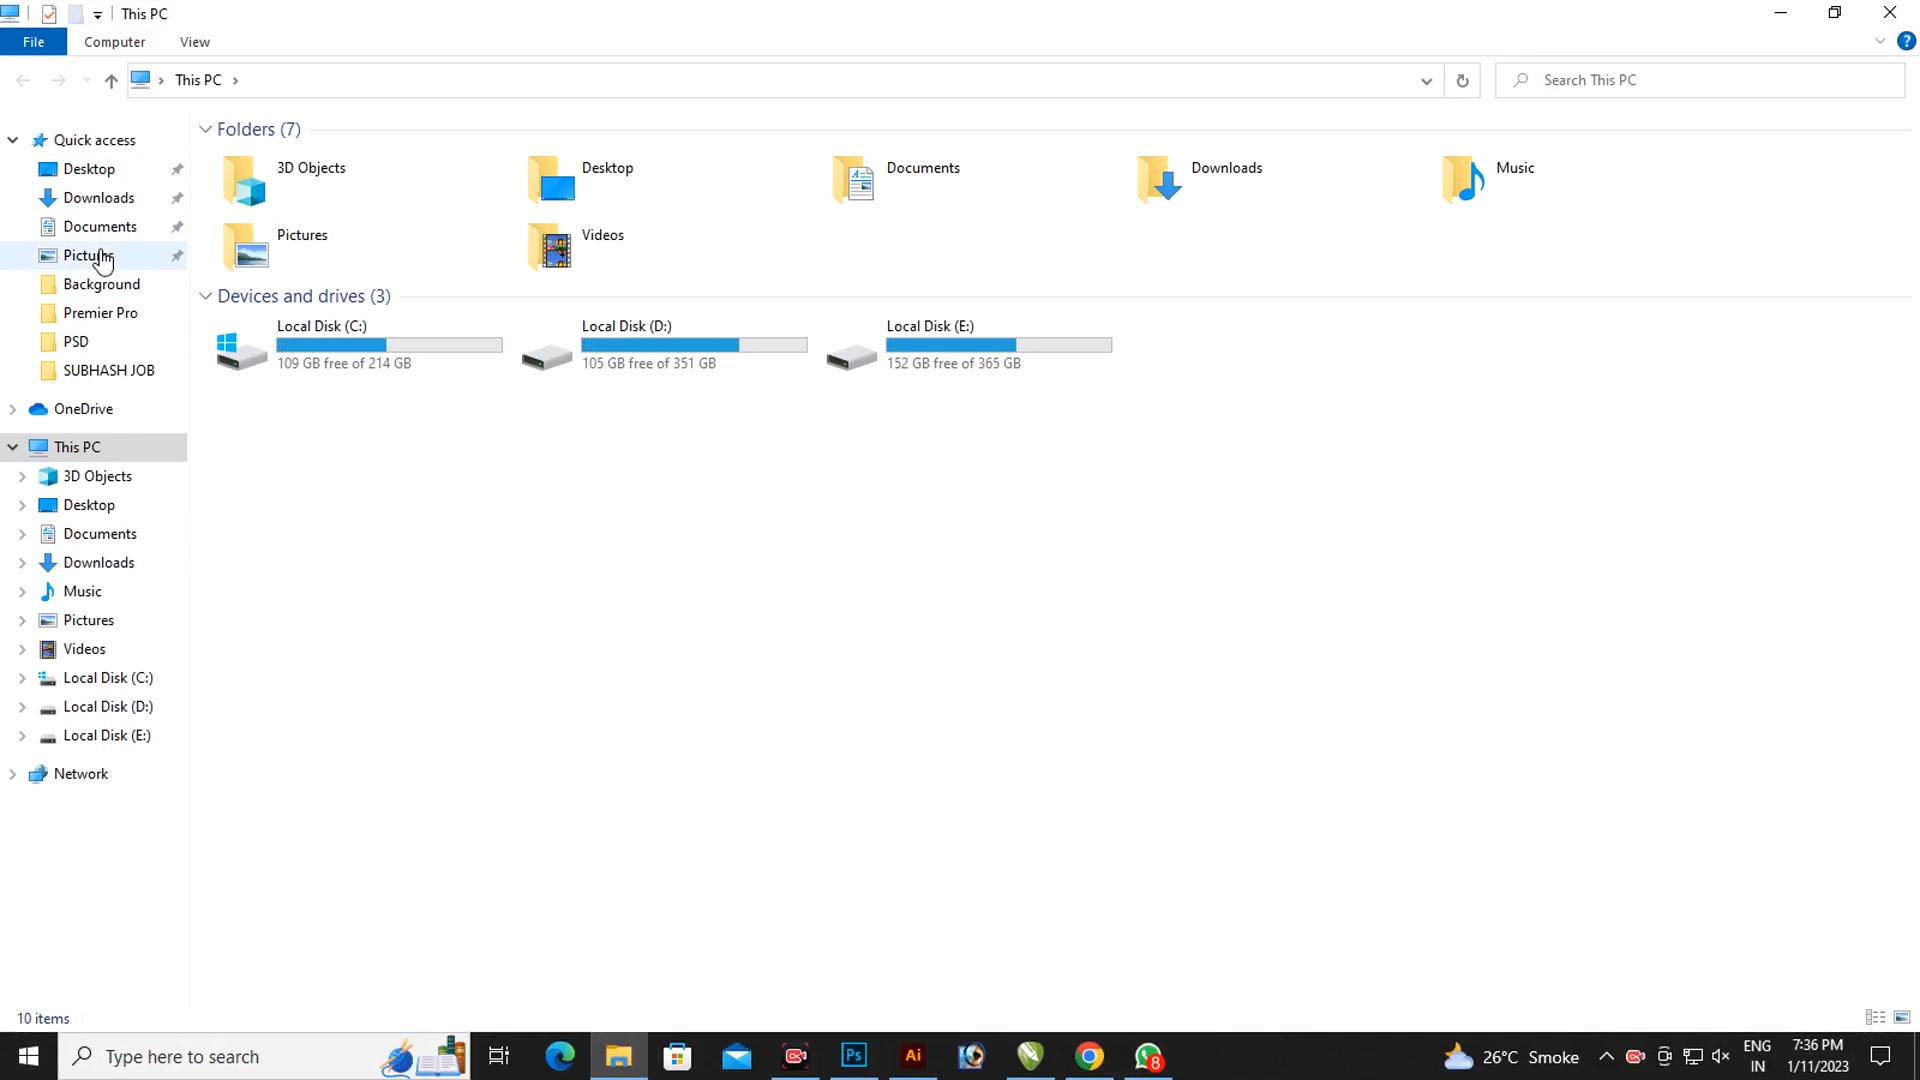 This PC
File Computer View
This PC
Search This PC
Quick access
Desktop
Downloads
Documents
Background
Premier Pro
PSD
SUBHASH JOB
OneDrive
This PC
3D Objects
Desktop
Documents
Downloads
Music
Pictures
Videos
Local Disk (C:)
Local Disk (D:)
Local Disk (E:)
Network
Folders (7)
3D Objects
Desktop
Documents
Downloads
Music
Pictures
Videos
Devices and drives (3)
Local Disk (C:)
109 GB free of 214 GB
Local Disk (D:)
105 GB free of 351 GB
Local Disk (E:)
152 GB free of 365 GB
10 items
Type here to search
Ps
Ai
8
26°C Smoke
ENG
IN
7:36 PM
1/11/2023